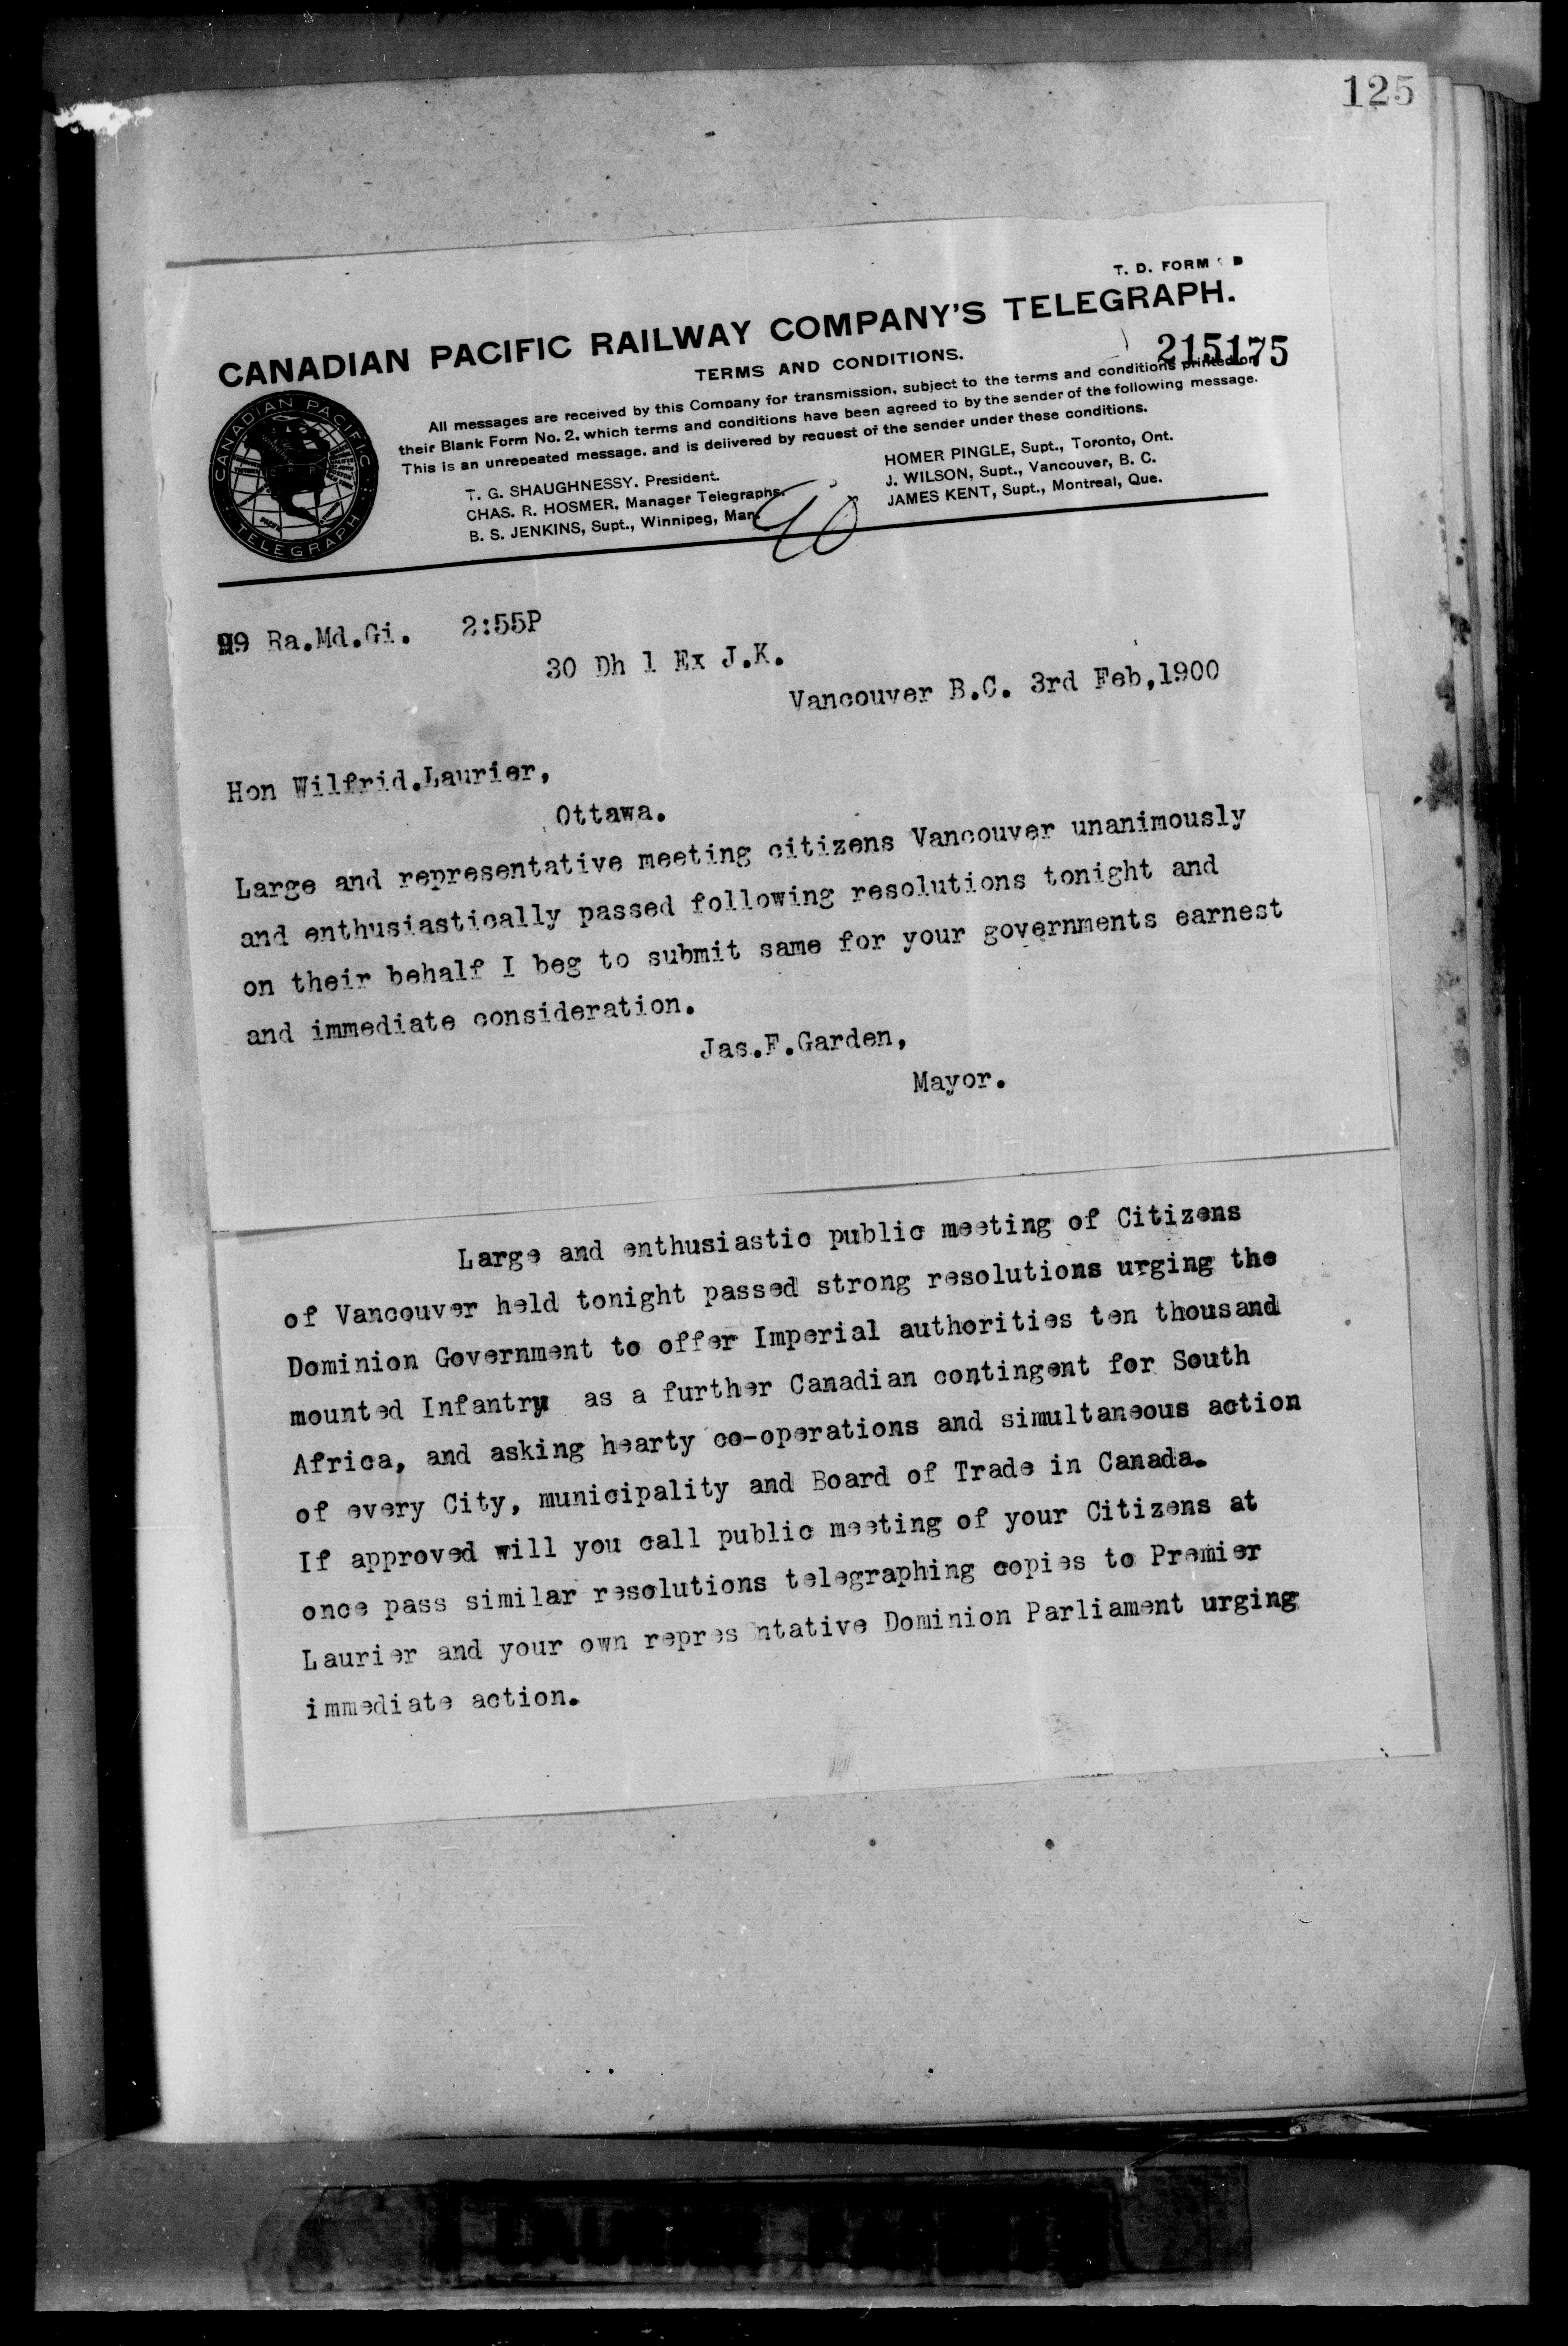 125
T. D. FORM
CANADIAN PACIFIC RAILWAY COMPANY'S TELEGRAPH.
TERMS AND CONDITIONS.
215175
All messages are received by this Company for transmission, subject to the terms and conditions printed on
their Blank Form No. 2, which terms and conditions have been agreed to by the sender of the following message.
This is an unrepeated message, and is delivered by request of the sender under these conditions.
CANADIAN PACIFIC
TELEGRAPH
T. G. SHAUGHNESSY, President.
CHAS. R. HOSMER, Manager Telegraphs.
B. S. JENKINS, Supt., Winnipeg, Man.
HOMER PINGLE, Supt., Toronto, Ont.
J. WILSON, Supt., Vancouver, B. C.
JAMES KENT, Supt., Montreal, Que.
99 Ra.Md.Gi. 2:55P
30 Dh 1 Ex J.K.
Vancouver B.C. 3rd Feb,1900
Hon Wilfrid.Laurier,
Ottawa.
Large and representative meeting citizens Vancouver unanimously
and enthusiastically passed following resolutions tonight and
on their behalf I beg to submit same for your governments earnest
and immediate consideration.
Jas.F.Garden,
Mayor.
Large and enthusiastic public meeting of Citizens
of Vancouver held tonight passed strong resolutions urging the
Dominion Government to offer Imperial authorities ten thousand
mounted Infantry as a further Canadian contingent for South
Africa, and asking hearty co-operations and simultaneous action
of every City, municipality and Board of Trade in Canada.
If approved will you call public meeting of your Citizens at
once pass similar resolutions telegraphing copies to Premier
Laurier and your own repres ntative Dominion Parliament urging
immediate action.